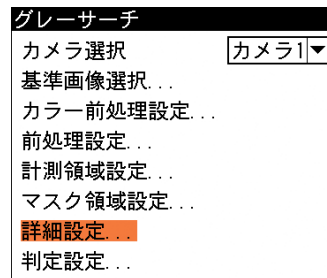 グレーサーチ
カメラ選択 カメラ1▼
基準画像選択...
カラー前処理設定...
前処理設定...
計測領域設定...
マスク領域設定...
詳細設定...
判定設定...